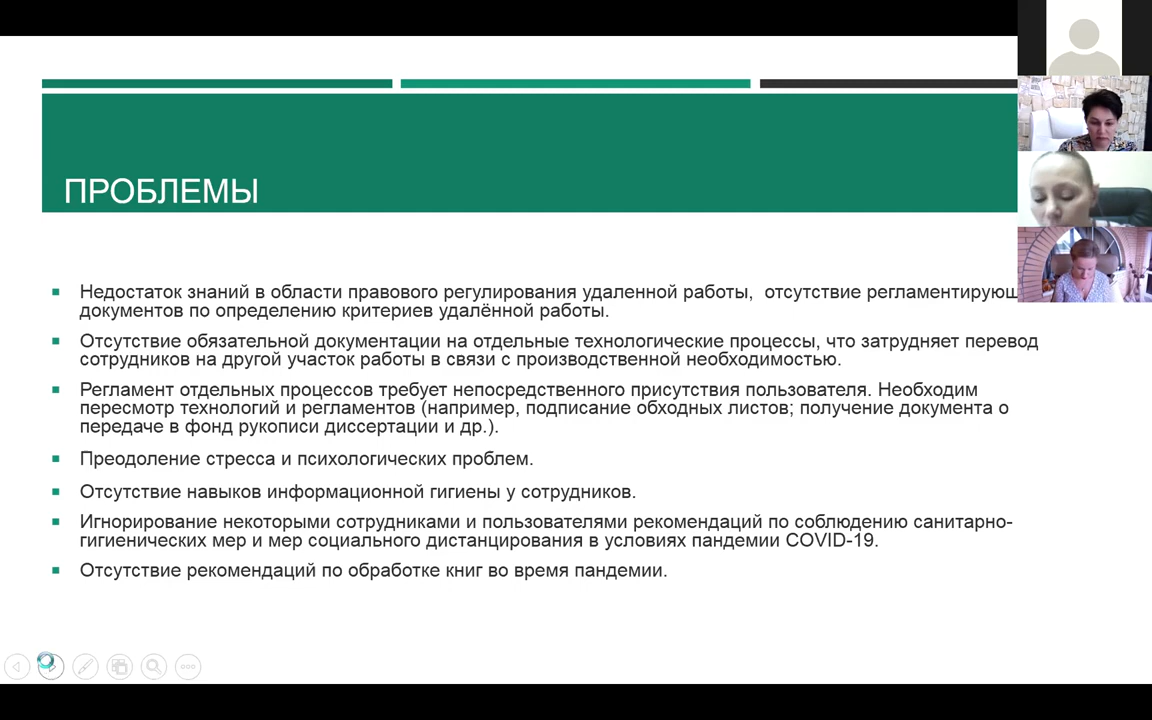 ПРОБЛЕМЫ
Недостаток знаний в области правового регулирования удаленной работы, отсутствие
документов по определению критериев удалённой работы.
Отсутствие обязательной документации на отдельные технологические процессы, что затрудняет перевод
сотрудников на другой участок работы в связи с производственной необходимостью.
Регламент отдельных процессов требует непосредственного присутствия пользователя. Необходим
пересмотр технологий и регламентов (например, подписание обходных листов; получение документа о
передаче в фонд рукописи диссертации и др.).
Преодоление стресса и психологических проблем.
Отсутствие навыков информационной гигиены у сотрудников.
Игнорирование некоторыми сотрудниками и пользователями рекомендаций по соблюдению санитарно-
гигиенических мер и мер социального дистанцирования в условиях пандемии COVID-19.
Отсутствие рекомендаций по обработке книг во время пандемии.